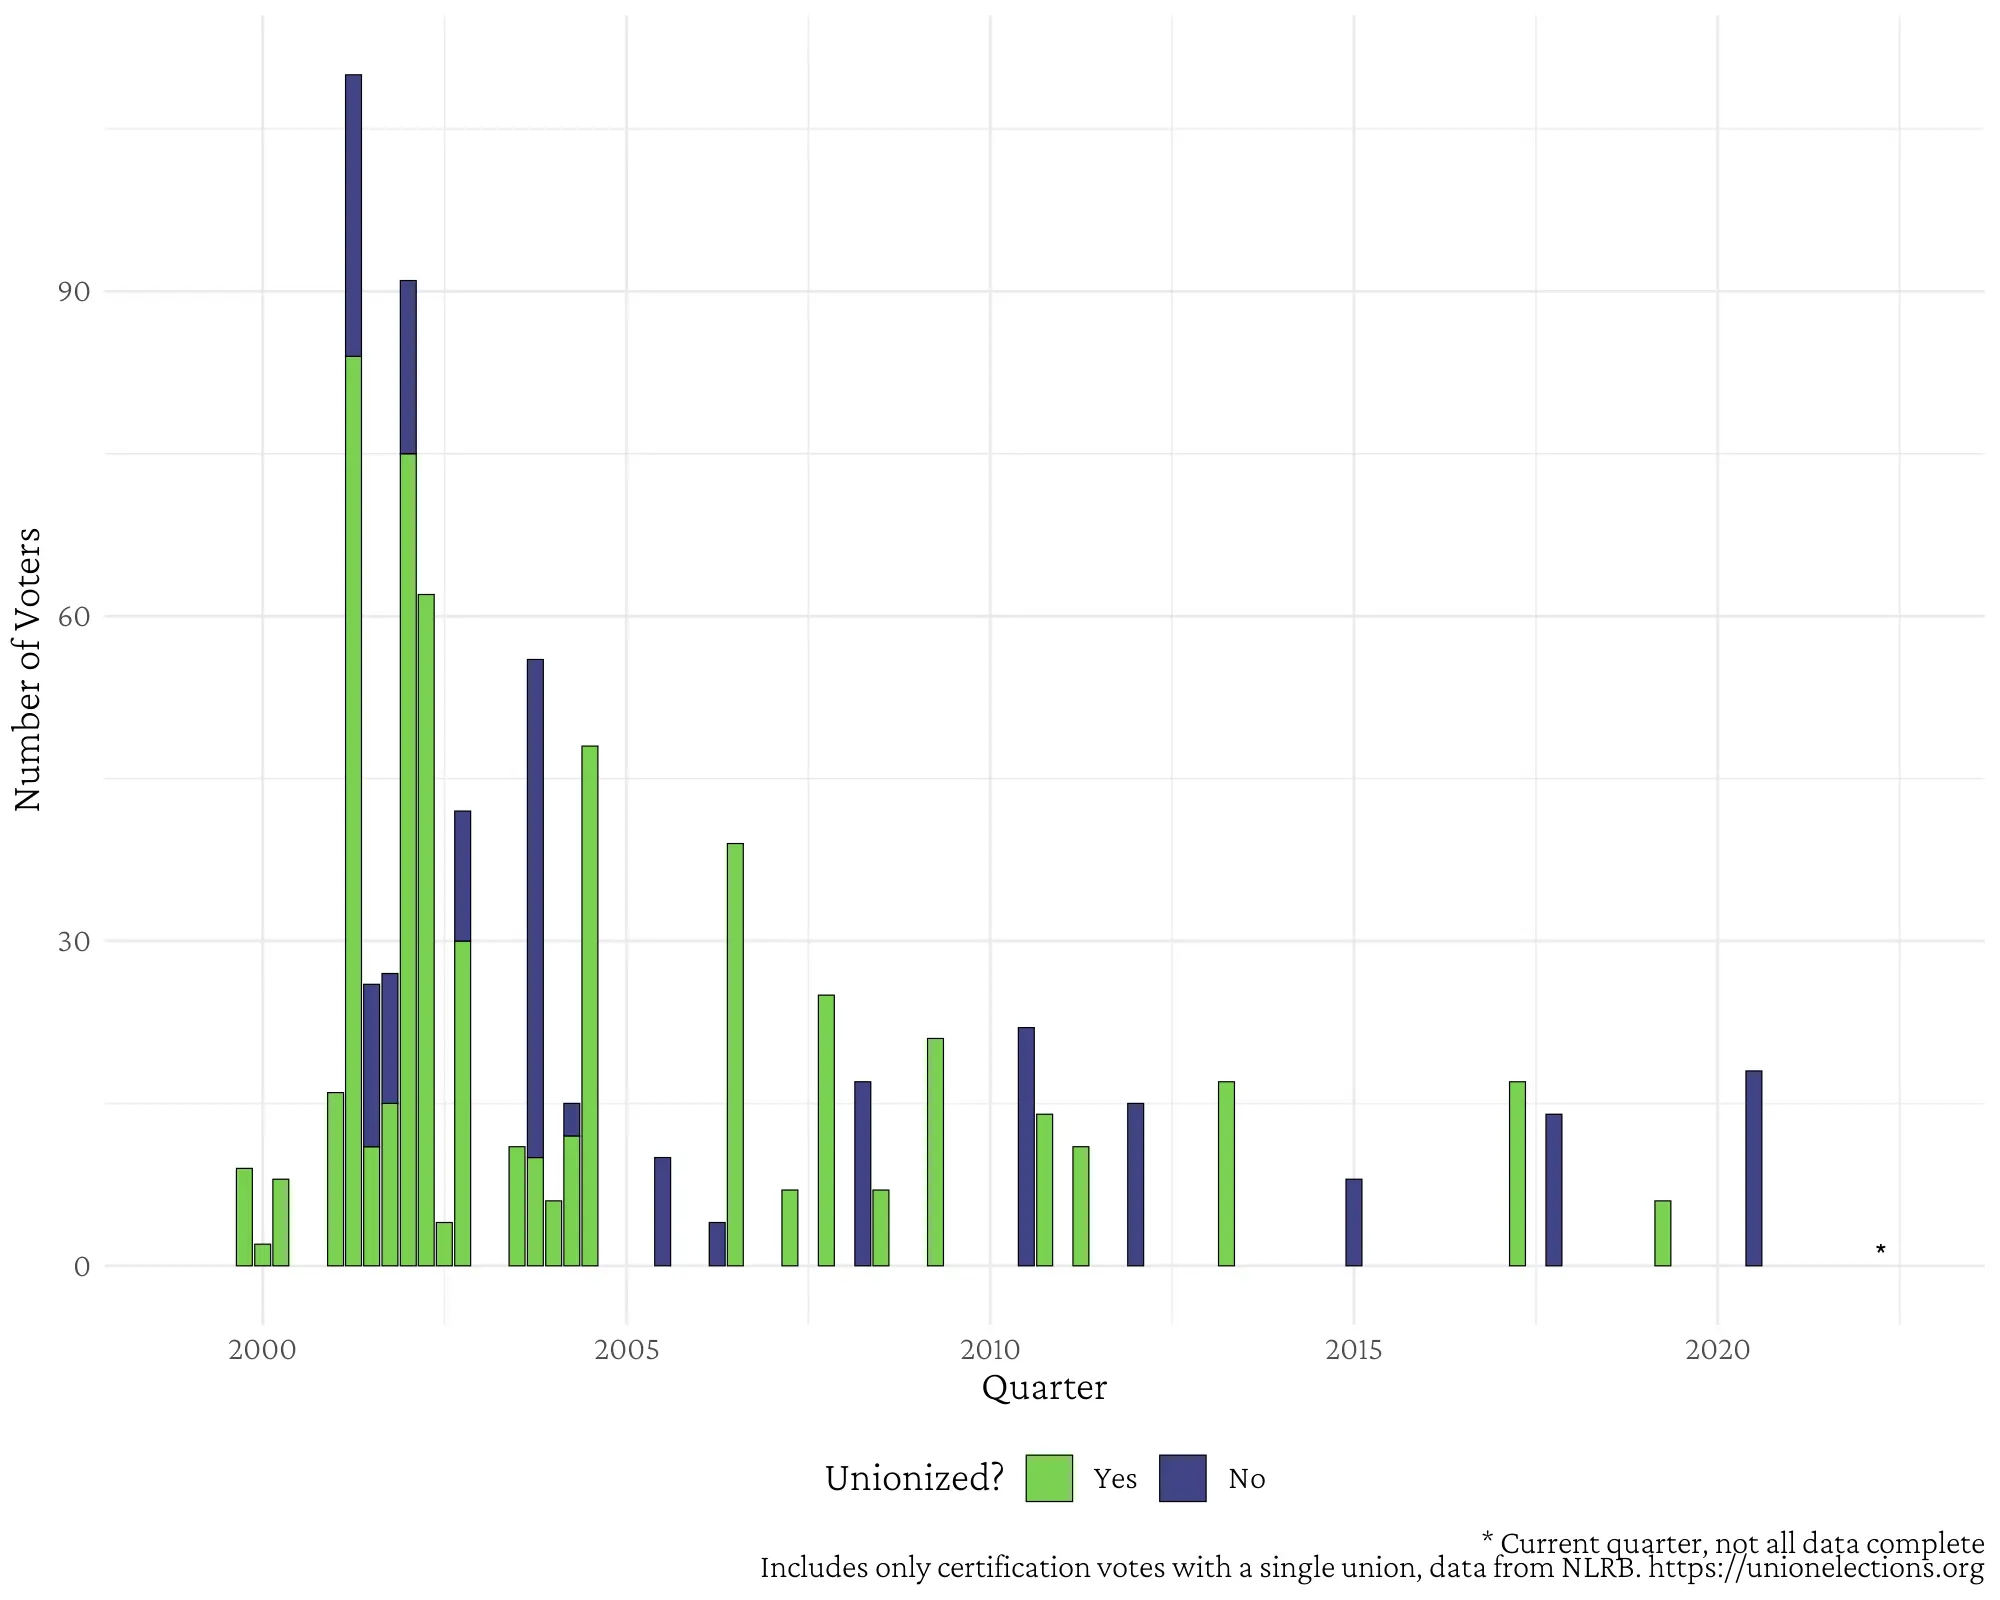 Number of Voters
90
60
30
0
*
2000 2005 2010 2015 2020
Quarter
Unionized? Yes No
* Current quarter, not all data complete
Includes only certification votes with a single union, data from NLRB. https://unionelections.org